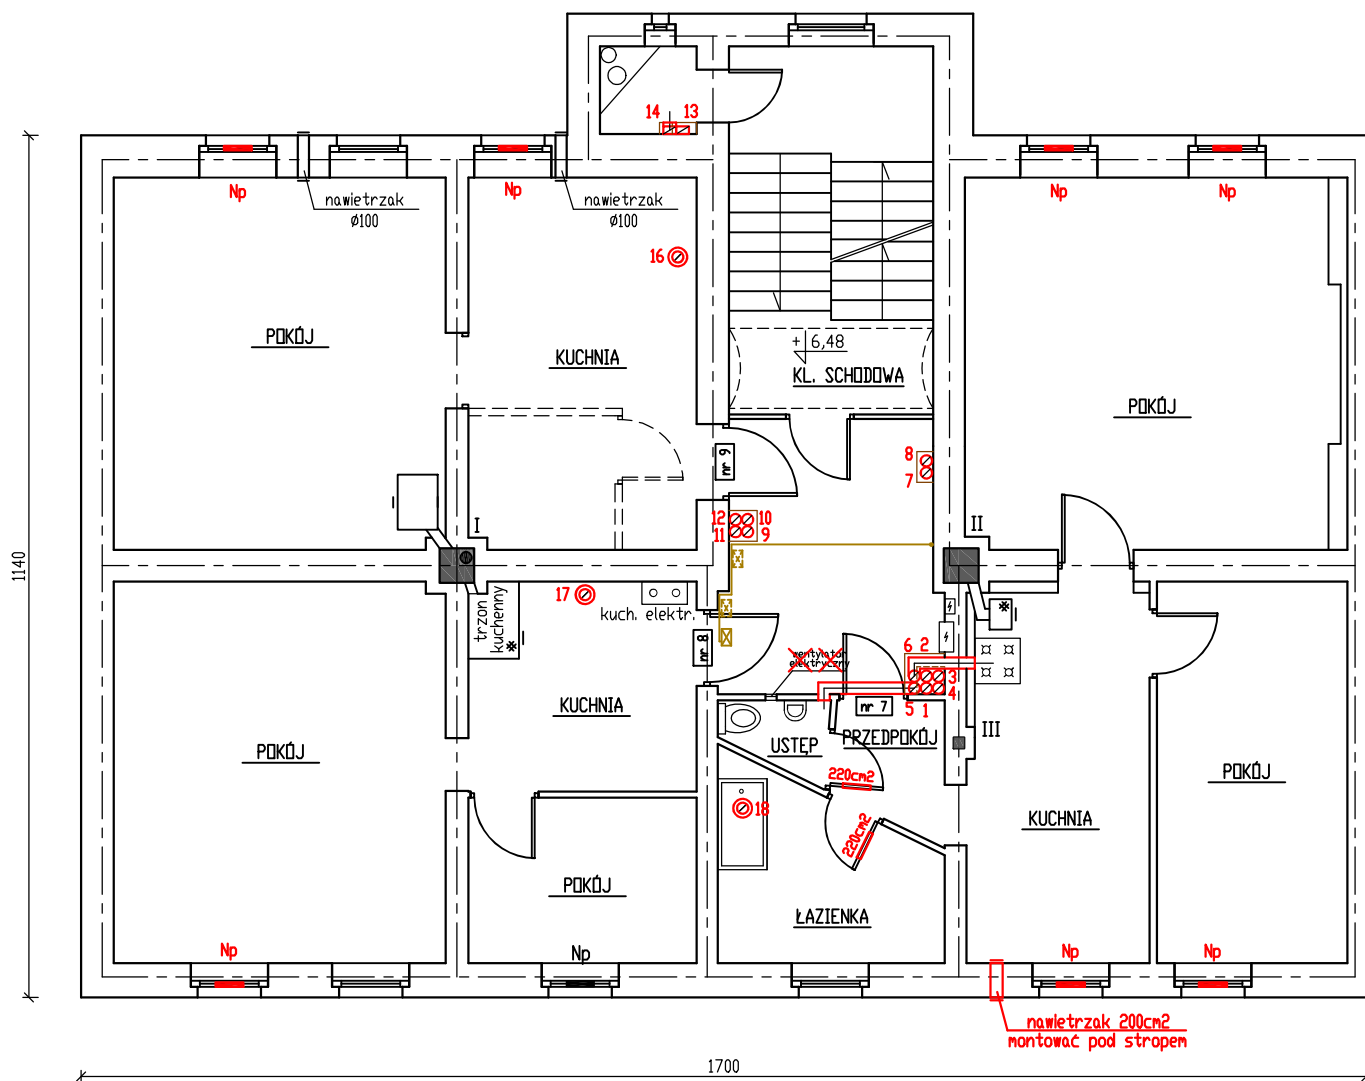 14 13
Np
nawietrzak
ø100
Np
nawietrzak
ø100
Np
Np
16
POKÓJ
KUCHNIA
+ 6,48
KL. SCHODOWA
POKÓJ
nr 9
8
7
I
II
12 10
11 9
1140
17
trzon
kuchenny
kuch. elektr.
nr 8
wentylator
elektryczny
6 2
3
4
5 1
nr 7
III
KUCHNIA
USTĘP
PRZEDPOKÓJ
POKÓJ
220cm2
POKÓJ
18
220cm2
KUCHNIA
POKÓJ
ŁAZIENKA
Np
Np
Np
Np
nawietrzak 200cm2
montować pod stropem
1700